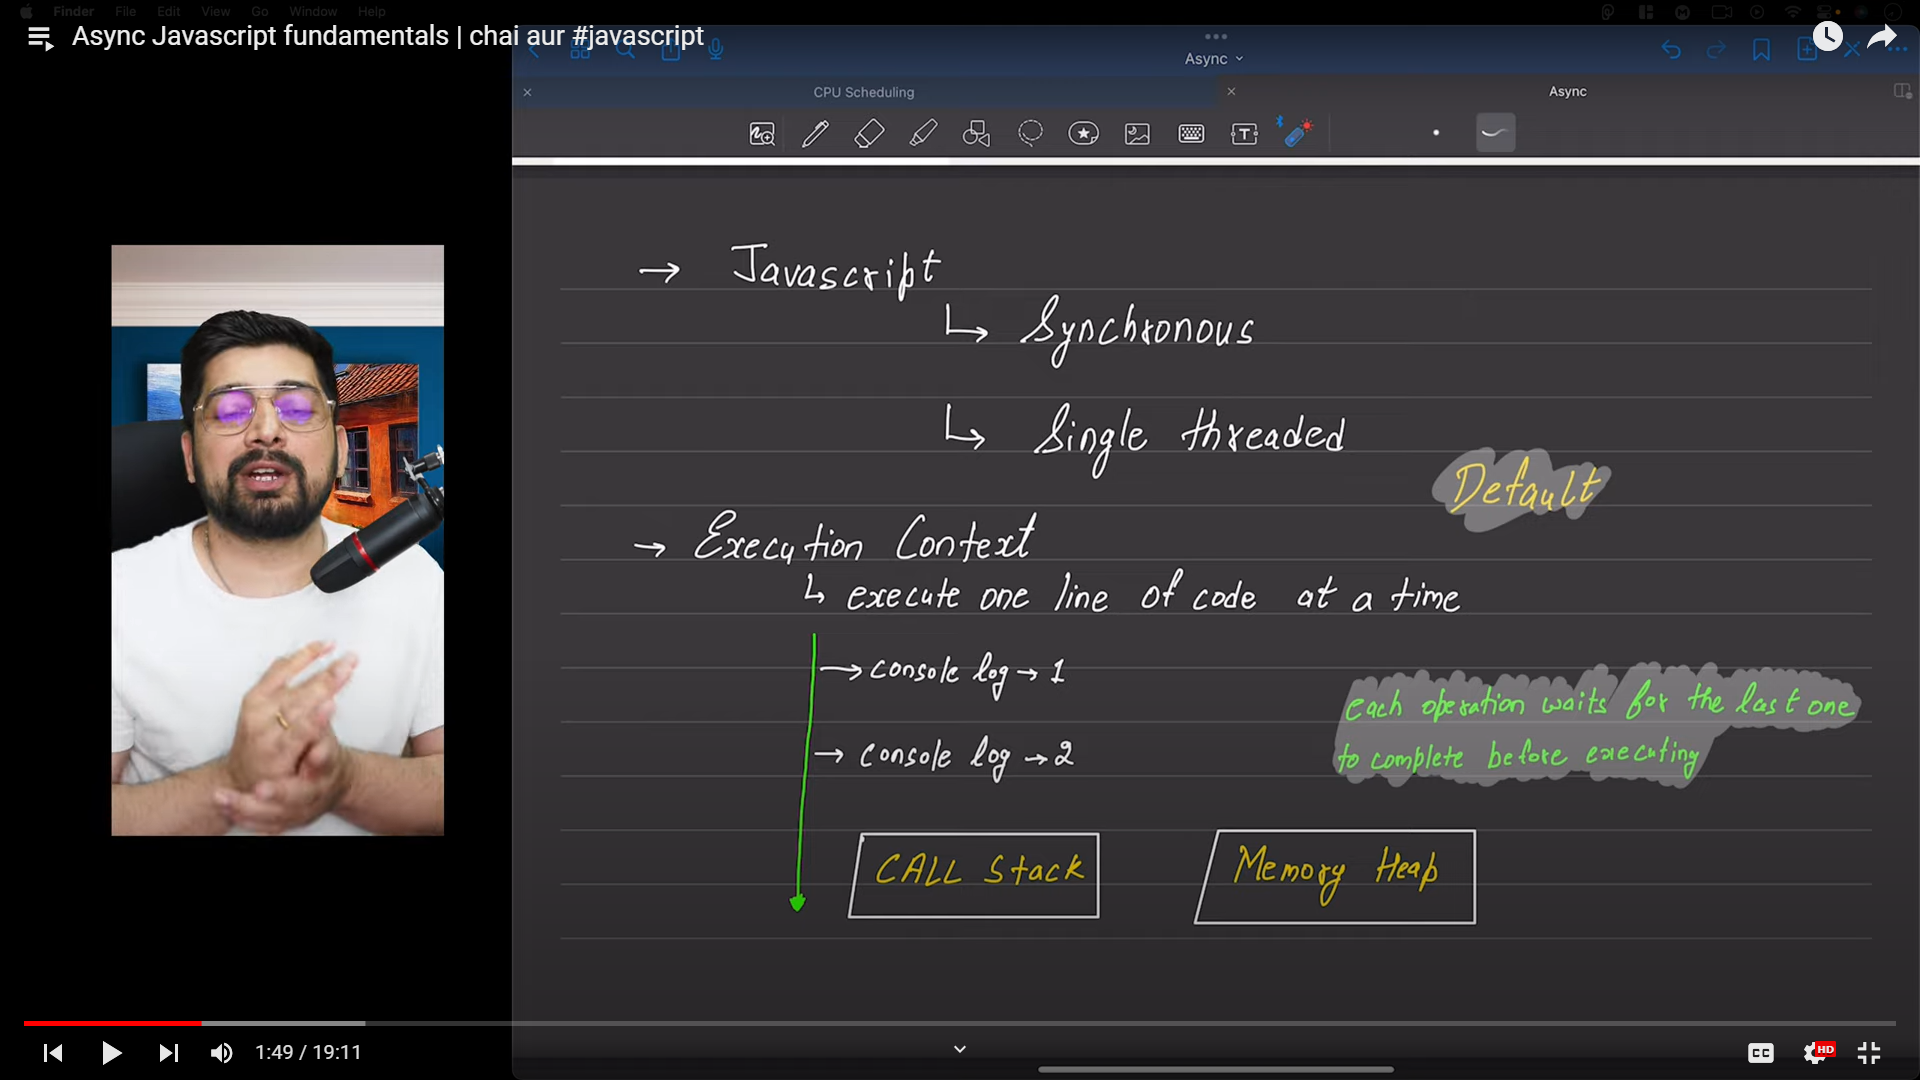 Finder File Edit View Go Window Help
Async Javascript fundamentals | chai aur #javascript
Async
CPU Scheduling
Async
T
→ Javascript
↳ Synchronous
↳ Single threaded
Default
→ Execution Context
↳ execute one line of code at a time
→ console log → 1
→ console log → 2
each operation waits for the last one
to complete before executing
CALL Stack
Memory Heap
1:49 / 19:11
CC
HD